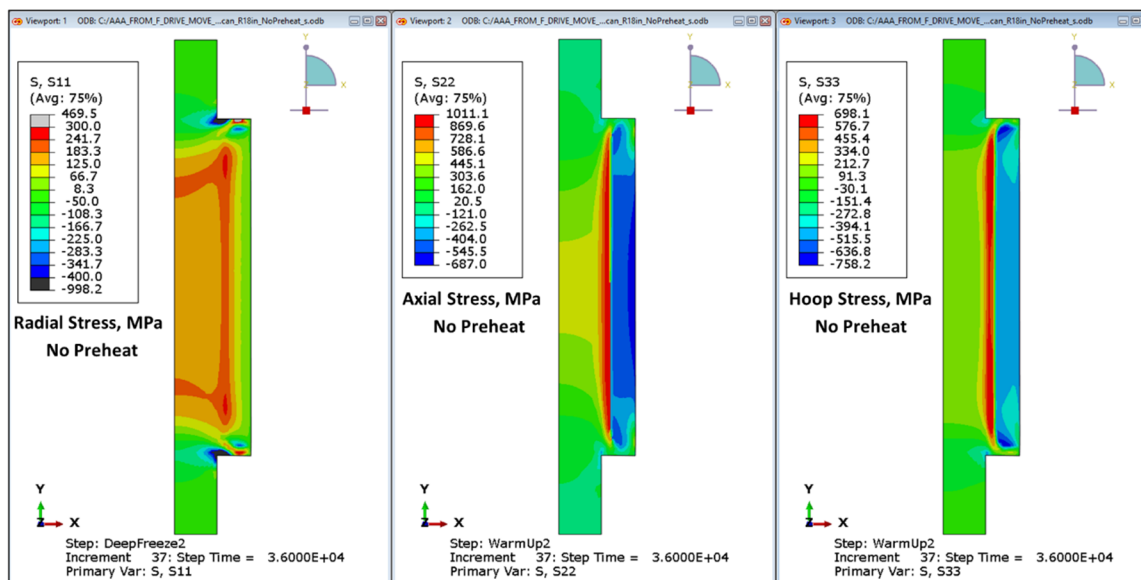 Viewport: 1 ODB: C:/AAA_FROM_F_DRIVE_MOVE_...can_R18in_NoPreheat_s.odb
Y
X
S, S11
(Avg: 75%)
469.5
300.0
241.7
183.3
125.0
66.7
8.3
-50.0
-108.3
-166.7
-225.0
-283.3
-341.7
-400.0
-998.2
Radial Stress, MPa
No Preheat
Y
Z X
Step: DeepFreeze2
Increment 37: Step Time = 3.6000E+04
Primary Var: S, S11
Viewport: 2 ODB: C:/AAA_FROM_F_DRIVE_MOVE_...can_R18in_NoPreheat_s.odb
Y
X
S, S22
(Avg: 75%)
1011.1
869.6
728.1
586.6
445.1
303.6
162.0
20.5
-121.0
-262.5
-404.0
-545.5
-687.0
Axial Stress, MPa
No Preheat
Y
Z X
Step: WarmUp2
Increment 37: Step Time = 3.6000E+04
Primary Var: S, S22
Viewport: 3 ODB: C:/AAA_FROM_F_DRIVE_MOVE_...can_R18in_NoPreheat_s.odb
Y
X
S, S33
(Avg: 75%)
698.1
576.7
455.4
334.0
212.7
91.3
-30.1
-151.4
-272.8
-394.1
-515.5
-636.8
-758.2
Hoop Stress, MPa
No Preheat
Y
Z X
Step: WarmUp2
Increment 37: Step Time = 3.6000E+04
Primary Var: S, S33